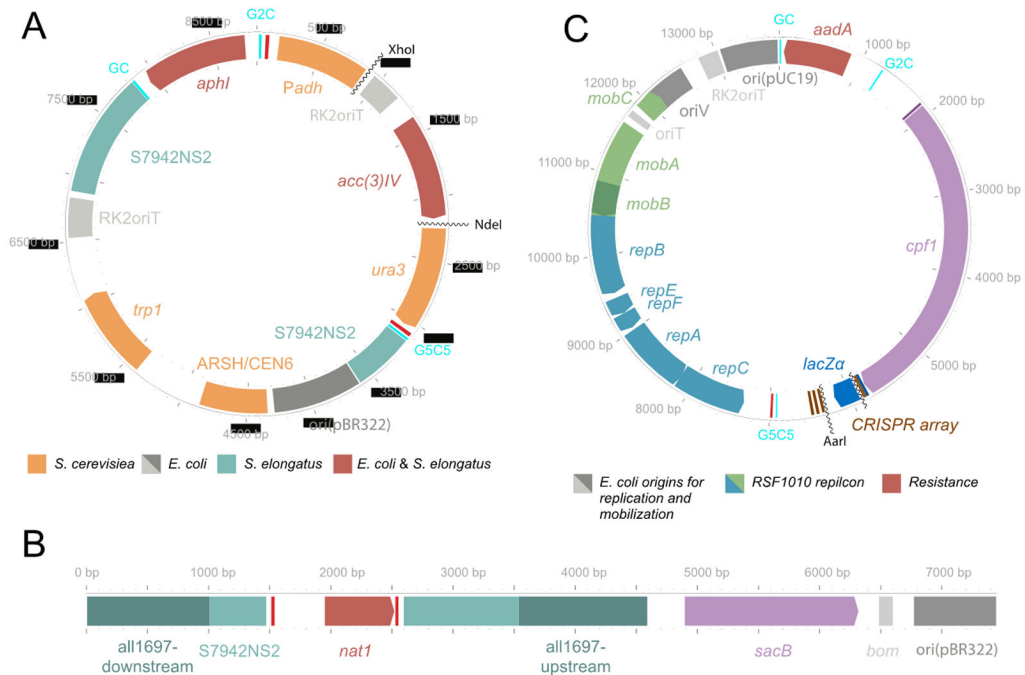 A
8500 bp
G2C
500 bp
XhoI
GC
aphI
Padh
RK2oriT
7500 bp
1500 bp
S7942NS2
acc(3)IV
RK2oriT
NdeI
6500 bp
ura3
2500 bp
trp1
S7942NS2
G5C5
ARSH/CEN6
5500 bp
3500 bp
ori(pBR322)
4500 bp
S. cerevisiea
E. coli
S. elongatus
E. coli & S. elongatus
C
GC
aadA
13000 bp
1000 bp
ori(pUC19)
G2C
RK2oriT
12000 bp
mobC
oriV
2000 bp
oriT
11000 bp
mobA
3000 bp
mobB
cpf1
repB
10000 bp
4000 bp
repE
repF
repA
9000 bp
lacZα
5000 bp
repC
8000 bp
CRISPR array
G5C5
AarI
E. coli origins for
replication and
mobilization
RSF1010 repilcon
Resistance
B
0 bp
1000 bp
2000 bp
3000 bp
4000 bp
5000 bp
6000 bp
7000 bp
all1697-
downstream
S7942NS2
nat1
all1697-
upstream
sacB
bom
ori(pBR322)